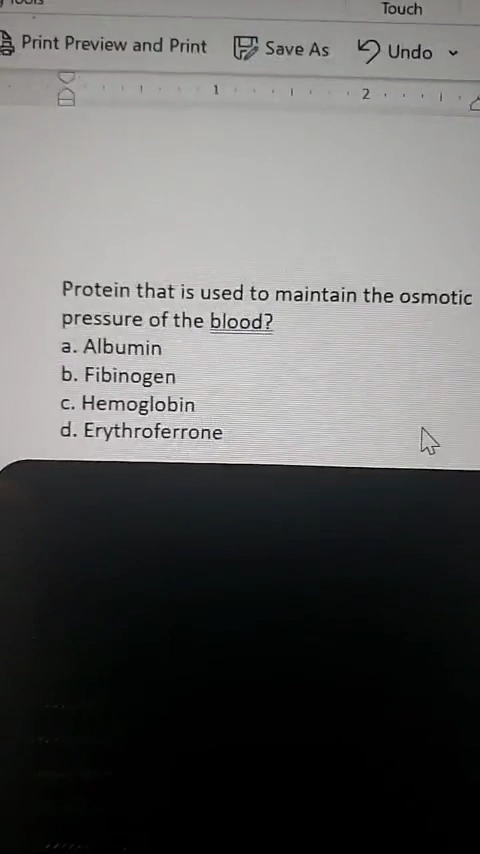 Touch
Print Preview and Print Save As Undo
1 2
Protein that is used to maintain the osmotic
pressure of the blood?
a. Albumin
b. Fibinogen
c. Hemoglobin
d. Erythroferrone